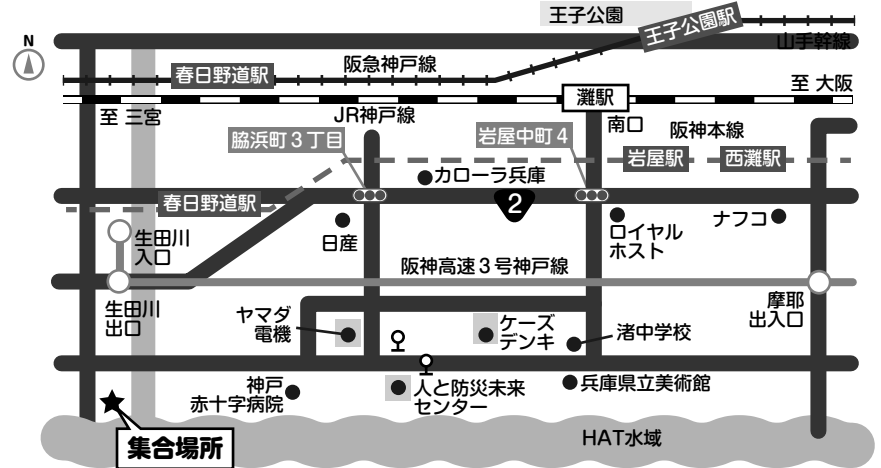 王子公園
王子公園駅
山手幹線
N
阪急神戸線
春日野道駅
至 大阪
灘駅
至 三宮
JR神戸線
南口
阪神本線
脇浜町3丁目
岩屋中町4
岩屋駅
西灘駅
カローラ兵庫
春日野道駅
2
生田川
入口
日産
ロイヤル
ホスト
ナフコ
阪神高速3号神戸線
生田川
出口
摩耶
出入口
ヤマダ
電機
ケーズ
デンキ
渚中学校
神戸
赤十字病院
人と防災未来
センター
兵庫県立美術館
集合場所
HAT水域